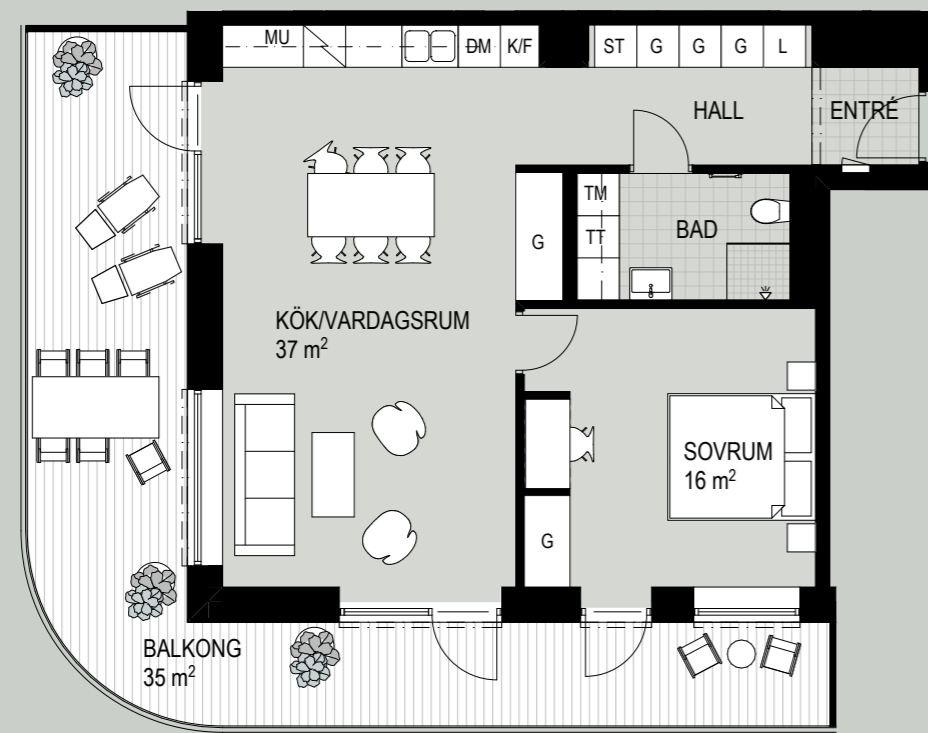 MU
DM
K/F
ST
G
G
G
L
HALL
ENTRÉ
TM
TT
BAD
G
KÖK/VARDAGSRUM
37 m²
SOVRUM
16 m²
G
BALKONG
35 m²